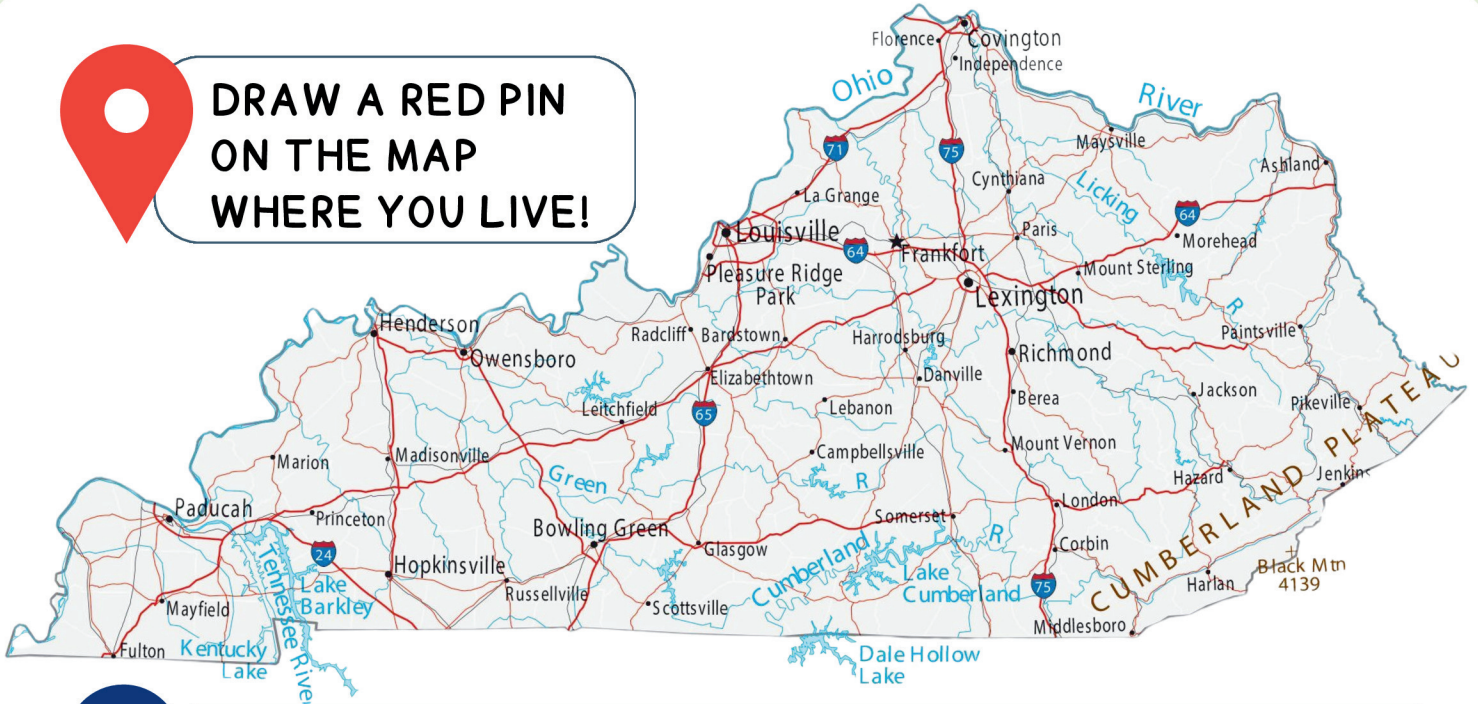 DRAW A RED PIN
ON THE MAP
WHERE YOU LIVE!
Florence
Covington
Independence
Ohio
River
Maysville
Ashland
71
75
Cynthiana
Licking
La Grange
64
Louisville
64
Paris
Morehead
Frankfort
Pleasure Ridge
Park
Mount Sterling
Lexington
R
Henderson
Radcliff
Bardstown
Harrodsburg
Paintsville
Owensboro
Richmond
Elizabethtown
Danville
Jackson
Berea
Pikeville
Leitchfield
65
Lebanon
CUMBERLAND PLATEAU
Marion
Madisonville
Campbellsville
Mount Vernon
Green
R
Hazard
Jenkins
Paducah
Princeton
Bowling Green
Somerset
London
R
24
Glasgow
Cumberland
Corbin
Tennessee River
Hopkinsville
Lake
Barkley
Russellville
Lake
Cumberland
75
Harlan
Black Mtn
4139
Mayfield
Scottsville
Middlesboro
Fulton
Kentucky
Lake
Dale Hollow
Lake